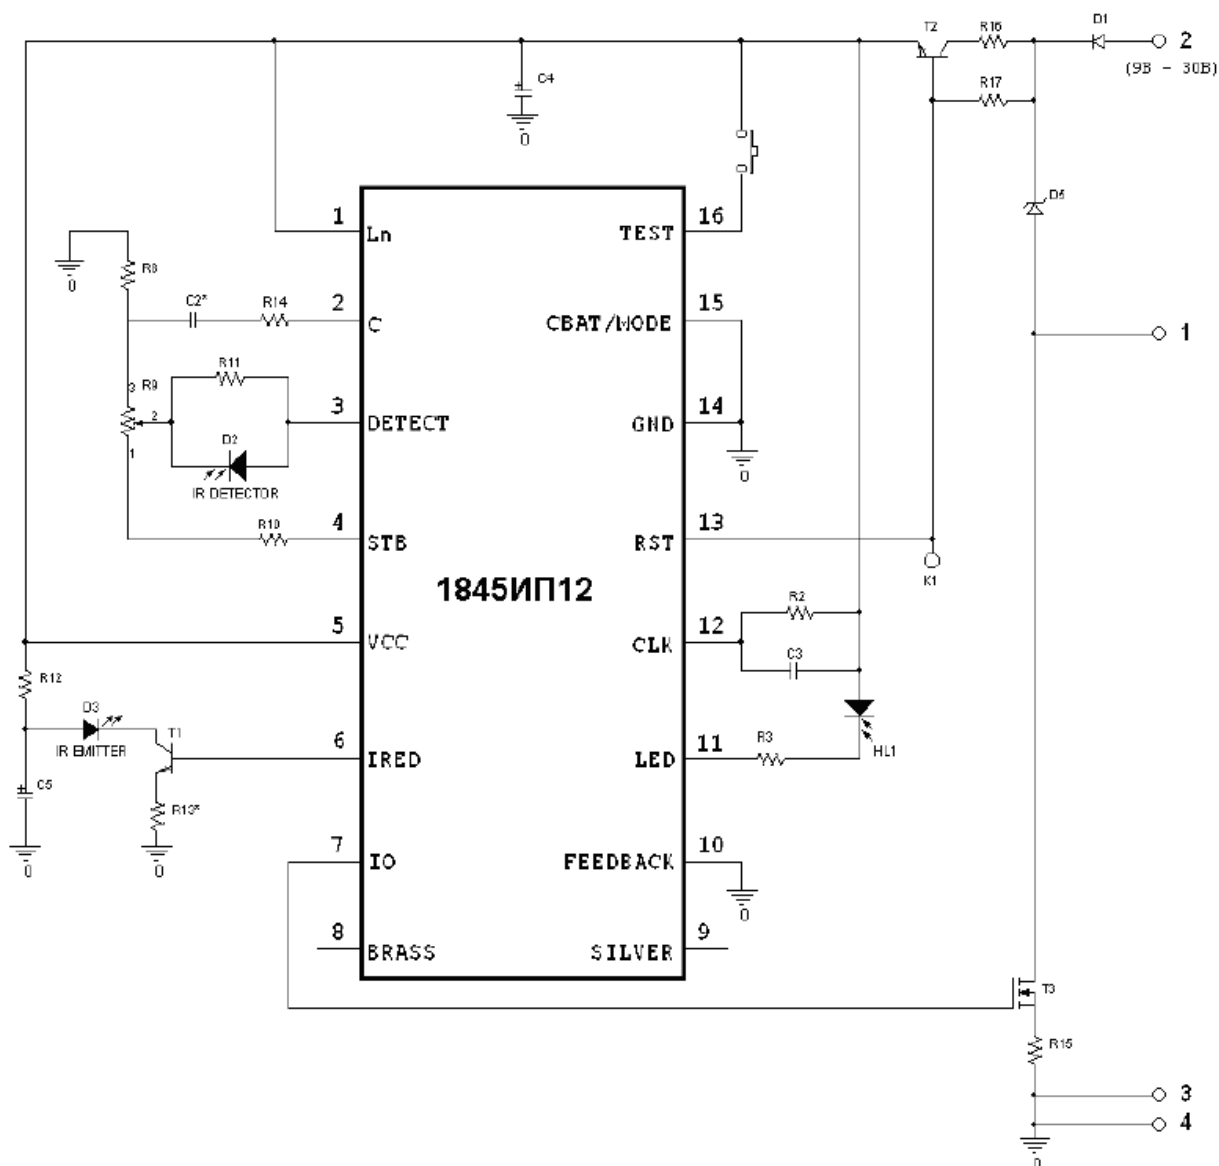 T2
R16
D1
2
(9В - 30В)
C4
0
R17
1
Ln
TEST
16
D5
R8
0
C2*
R14
2
C
CBAT/MODE
15
1
R11
3
R9
2
1
D2
IR DETECTOR
3
DETECT
GND
14
0
R10
4
STB
RST
13
K1
1845ИП12
R2
5
VCC
CLK
12
C3
R12
D3
IR EMITTER
T1
6
IRED
LED
11
R3
HL1
C5
R13*
0
0
7
IO
FEEDBACK
10
0
8
BRASS
SILVER
9
T3
R15
3
4
0